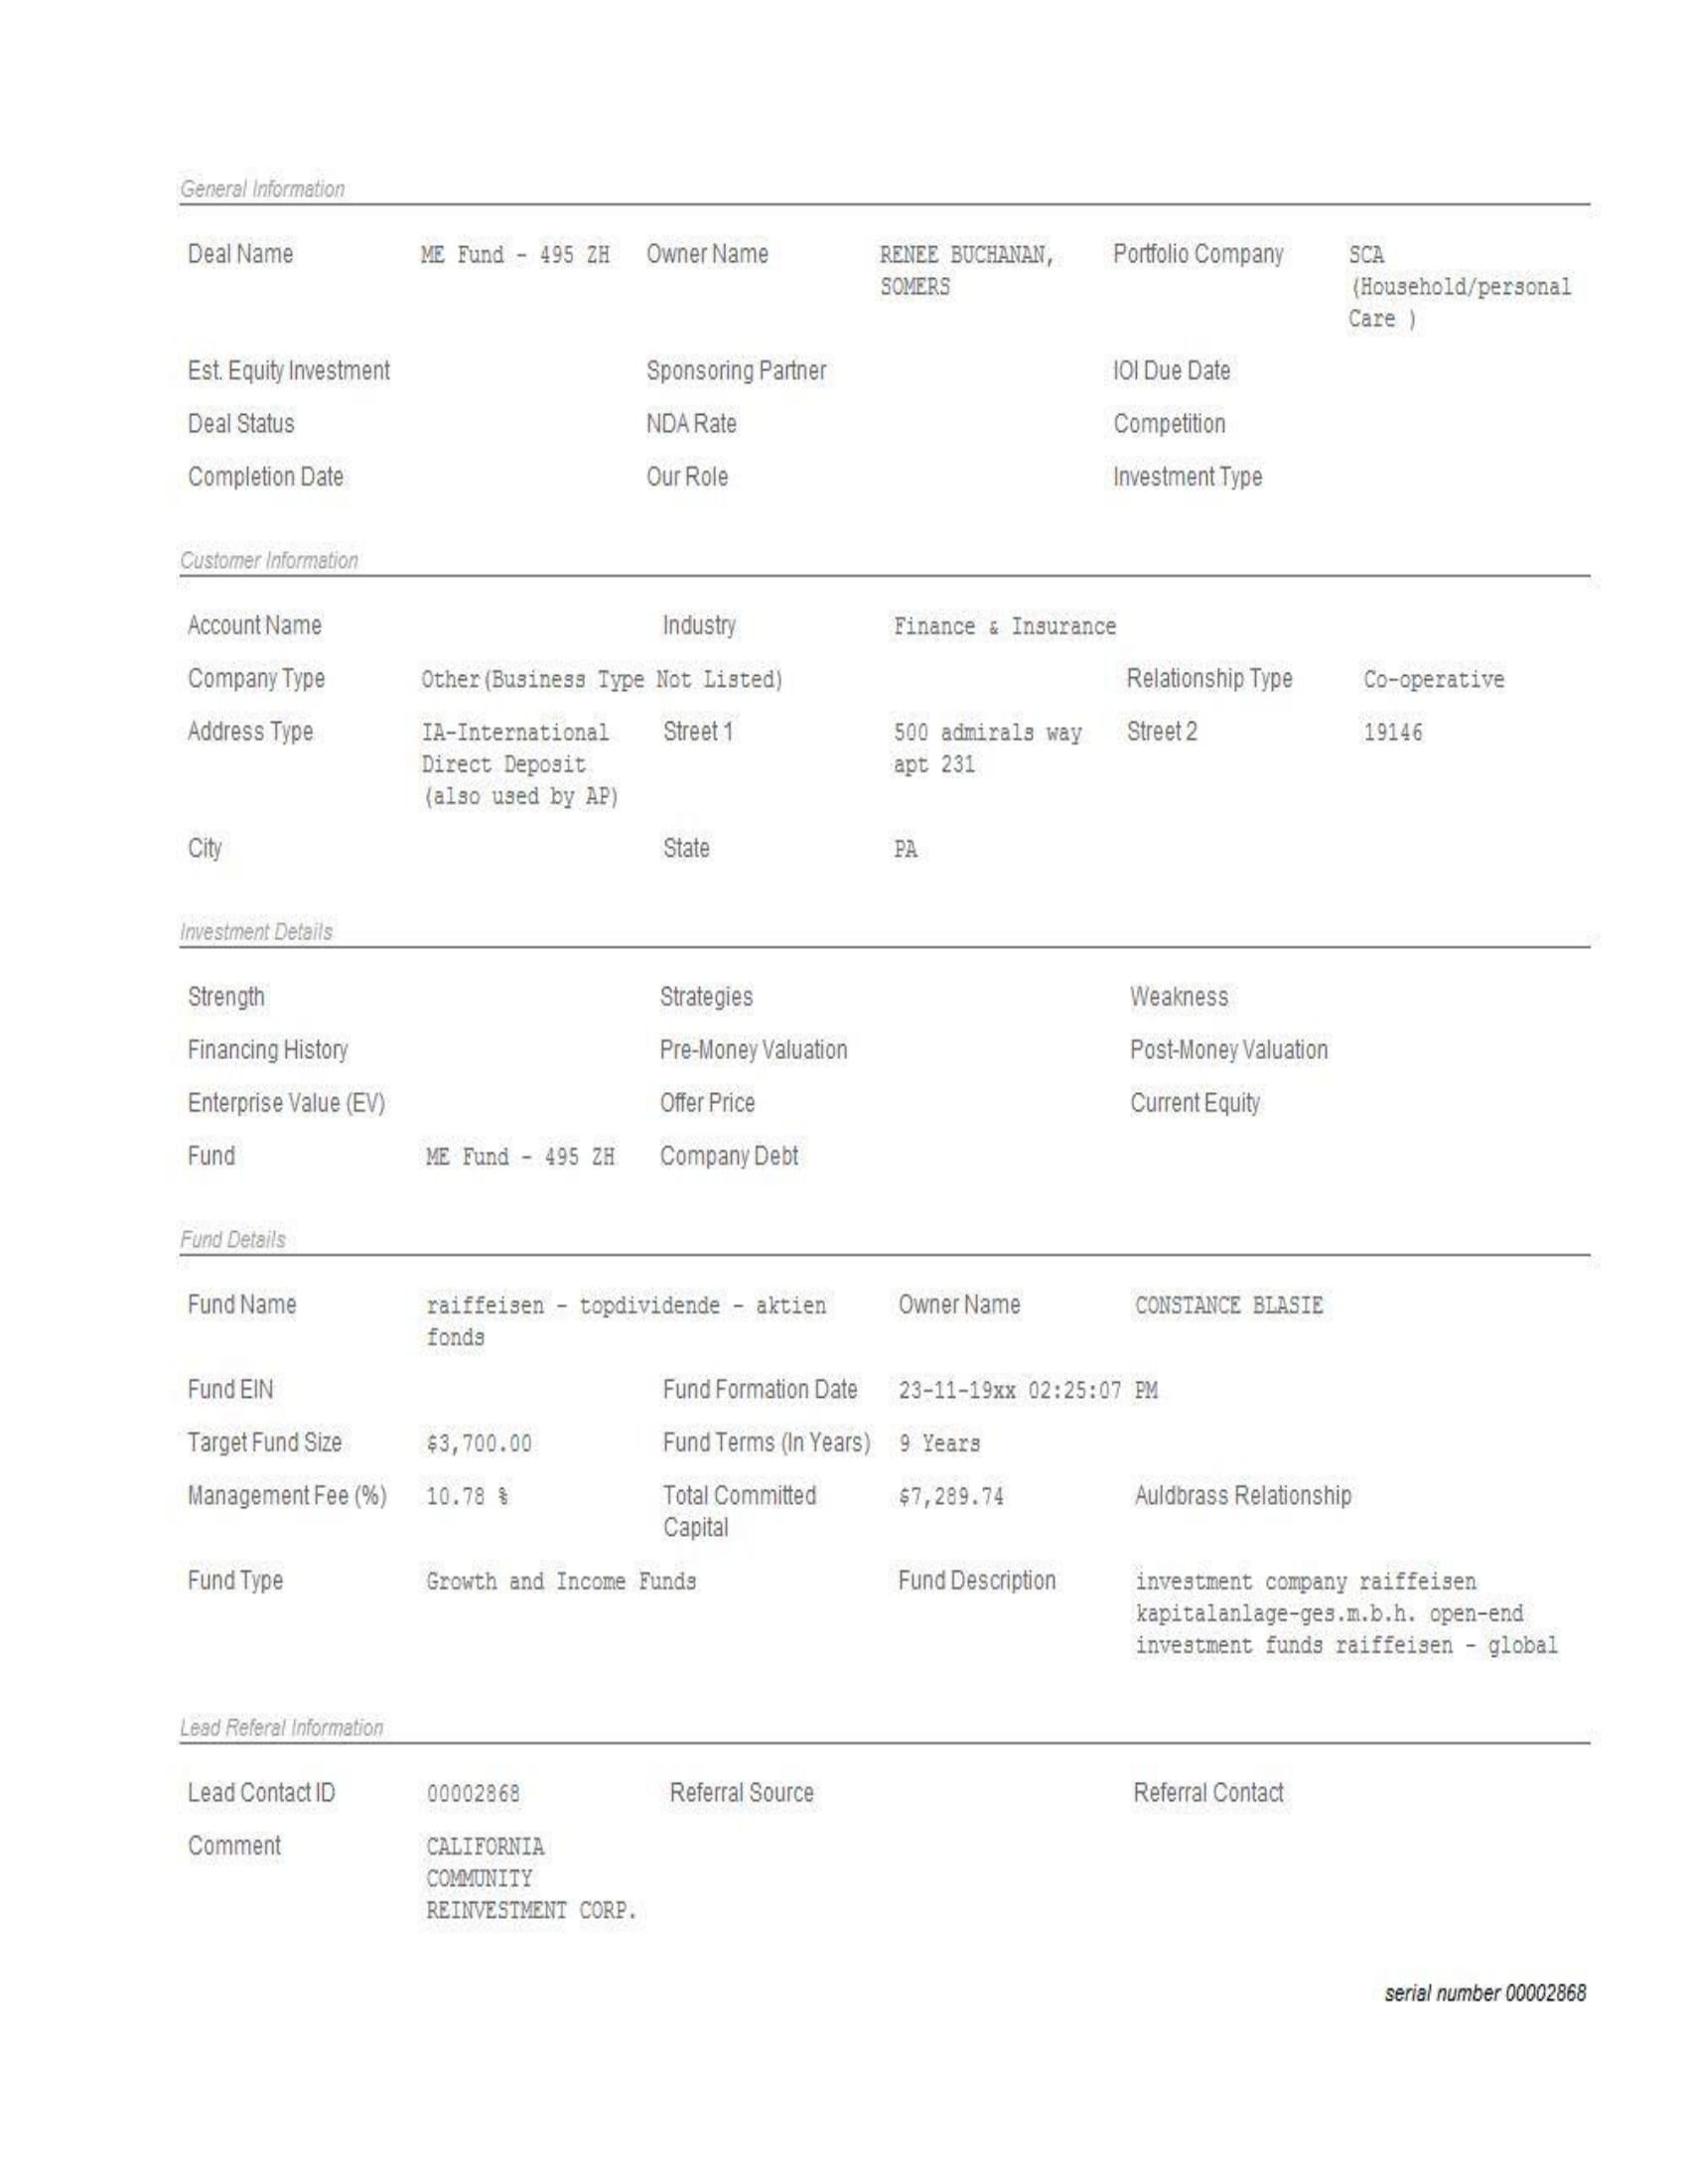 General Information
Deal Name ME Fund - 495 ZH Owner Name RENEE BUCHANAN, Portfolio Company SCA
SOMERS (Household/personal
Care )
Est. Equity Investment Sponsoring Partner IOI Due Date
Deal Status NDA Rate Competition
Completion Date Our Role Investment Type
Customer Information
Account Name Industry Finance & Insurance
Company Type Other(Business Type Not Listed) Relationship Type Co-operative
Address Type IA-International Street 1 500 admirals way Street 2 19146
Direct Deposit apt 231
(also used by AP)
City State PA
Investment Details
Strength Strategies Weakness
Financing History Pre-Money Valuation Post-Money Valuation
Enterprise Value (EV) Offer Price Current Equity
Fund ME Fund - 495 ZH Company Debt
Fund Details
Fund Name raiffeisen - topdividende - aktien Owner Name CONSTANCE BLASIE
fonds
Fund EIN Fund Formation Date 23-11-19xx 02:25:07 PM
Target Fund Size $3,700.00 Fund Terms (In Years) 9 Years
Management Fee (%) 10.78 % Total Committed $7,289.74 Auldbrass Relationship
Capital
Fund Type Growth and Income Funds Fund Description investment company raiffeisen
kapitalanlage-ges.m.b.h. open-end
investment funds raiffeisen - global
Lead Referal Information
Lead Contact ID 00002868 Referral Source Referral Contact
Comment CALIFORNIA
COMMUNITY
REINVESTMENT CORP.
serial number 00002868